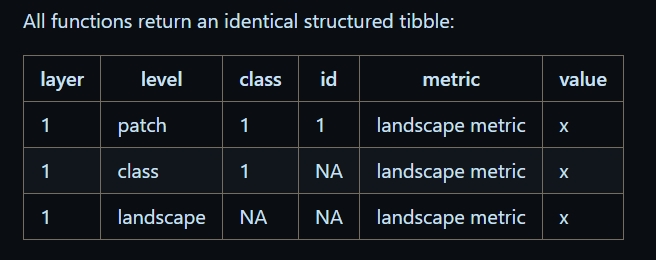 All functions return an identical structured tibble:
layer level class id metric value
1 patch 1 1 landscape metric x
1 class 1 NA landscape metric x
1 landscape NA NA landscape metric x